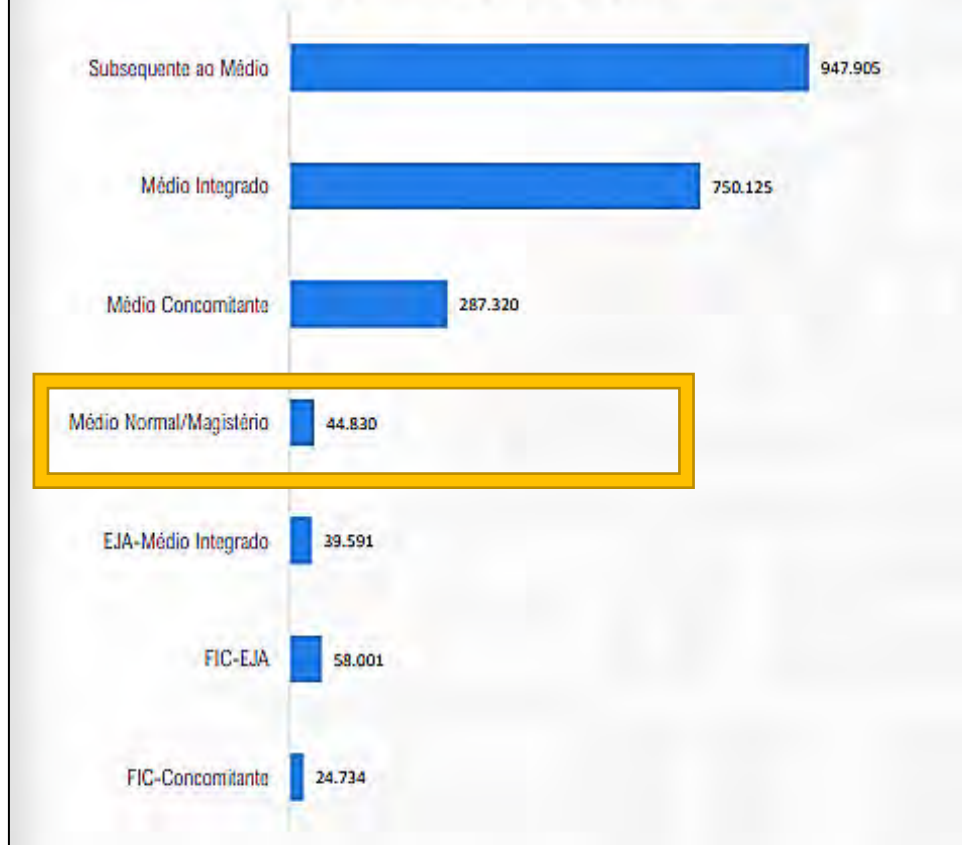 Subsequente ao Médio 947.905
Médio Integrado 750.125
Médio Concomitante 287.320
Médio Normal/Magistério 44.830
EJA-Médio Integrado 39.591
FIC-EJA 58.001
FIC-Concomitante 24.734